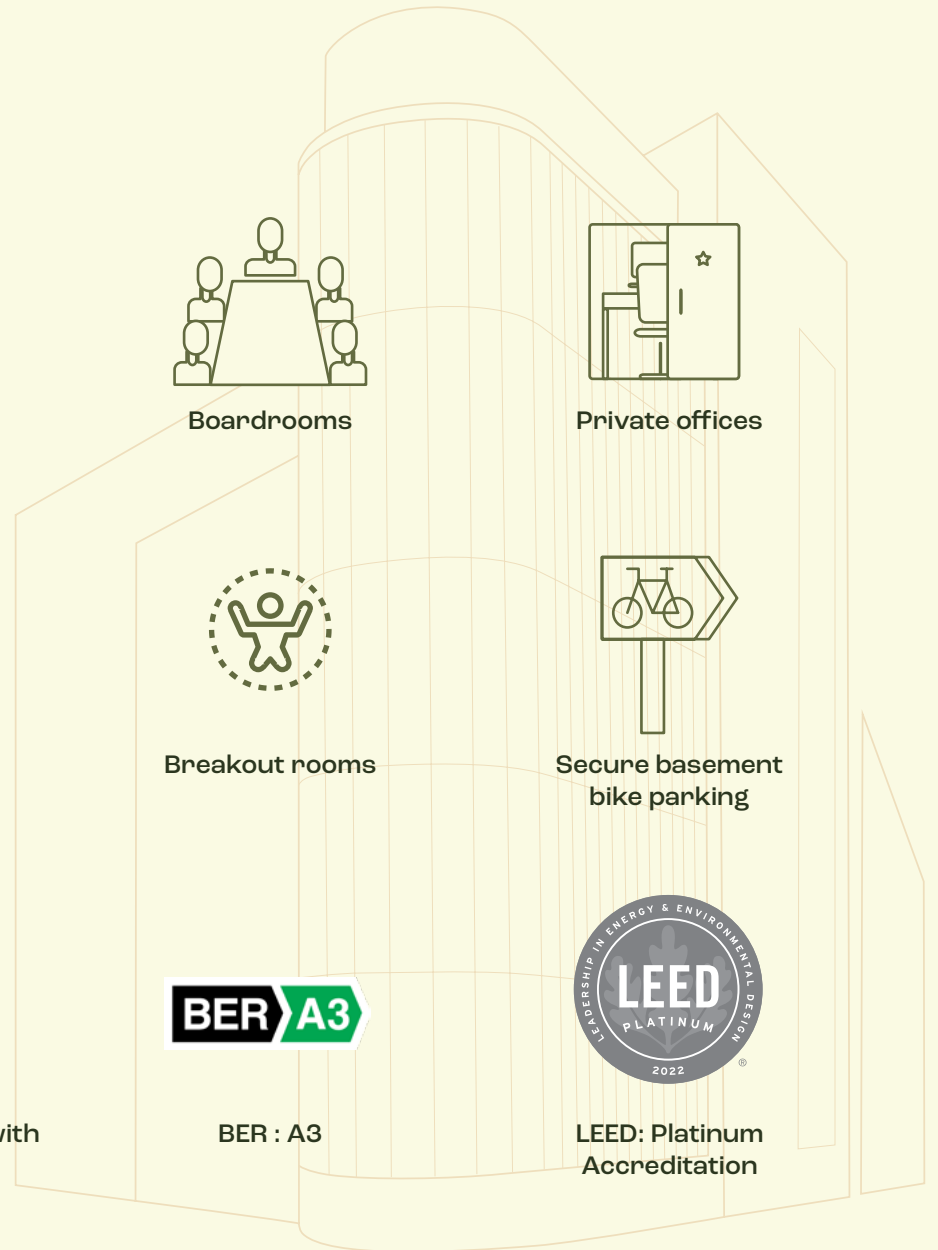 Boardrooms
Private offices
Breakout rooms
Secure basement
bike parking
BER A3
LEADERSHIP IN ENERGY & ENVIRONMENTAL DESIGN
LEED
PLATINUM
2022
®
with
BER : A3
LEED: Platinum
Accreditation